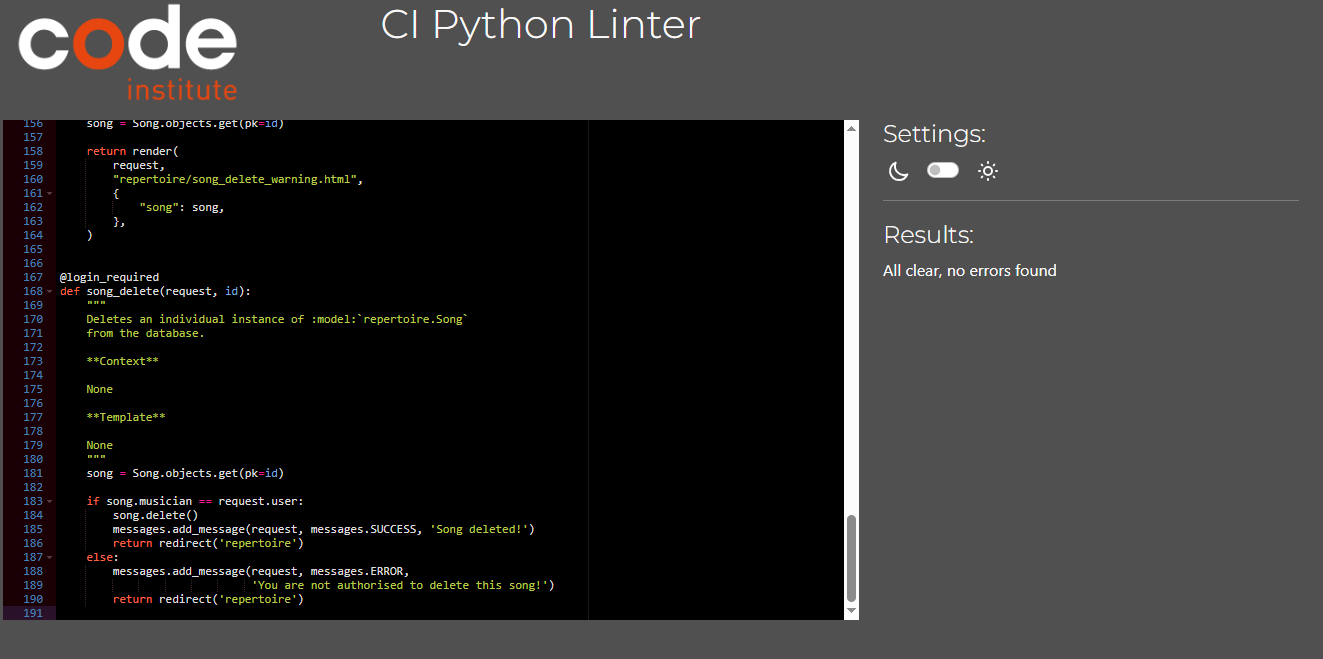 code
institute
CI Python Linter
156 song = Song.objects.get(pk=id)
157
158 return render(
159 request,
160 "repertoire/song_delete_warning.html",
161 {
162 "song": song,
163 },
164 )
165
166
167 @login_required
168 def song_delete(request, id):
169 """
170 Deletes an individual instance of :model:`repertoire.Song`
171 from the database.
172
173 **Context**
174
175 None
176
177 **Template**
178
179 None
180 """
181 song = Song.objects.get(pk=id)
182
183 if song.musician == request.user:
184 song.delete()
185 messages.add_message(request, messages.SUCCESS, 'Song deleted!')
186 return redirect('repertoire')
187 else:
188 messages.add_message(request, messages.ERROR,
189 'You are not authorised to delete this song!')
190 return redirect('repertoire')
191
Settings:
Results:
All clear, no errors found